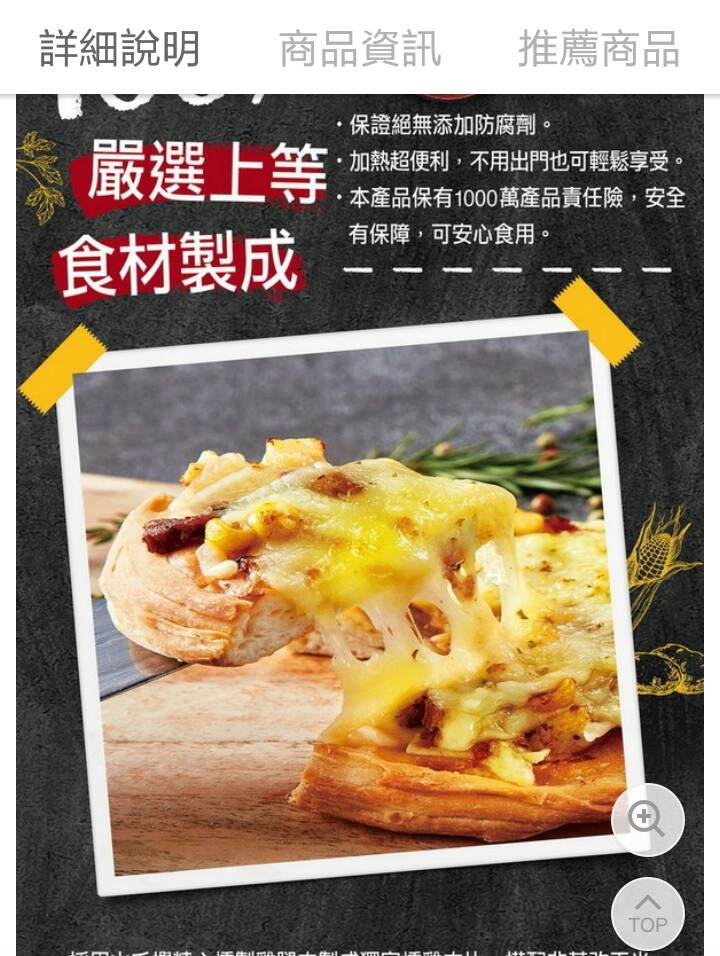 詳細說明 商品資訊 推薦商品
嚴選上等
食材製成
・保證絕無添加防腐劑。
・加熱超便利，不用出門也可輕鬆享受。
・本產品保有1000萬產品責任險，安全
有保障，可安心食用。
TOP